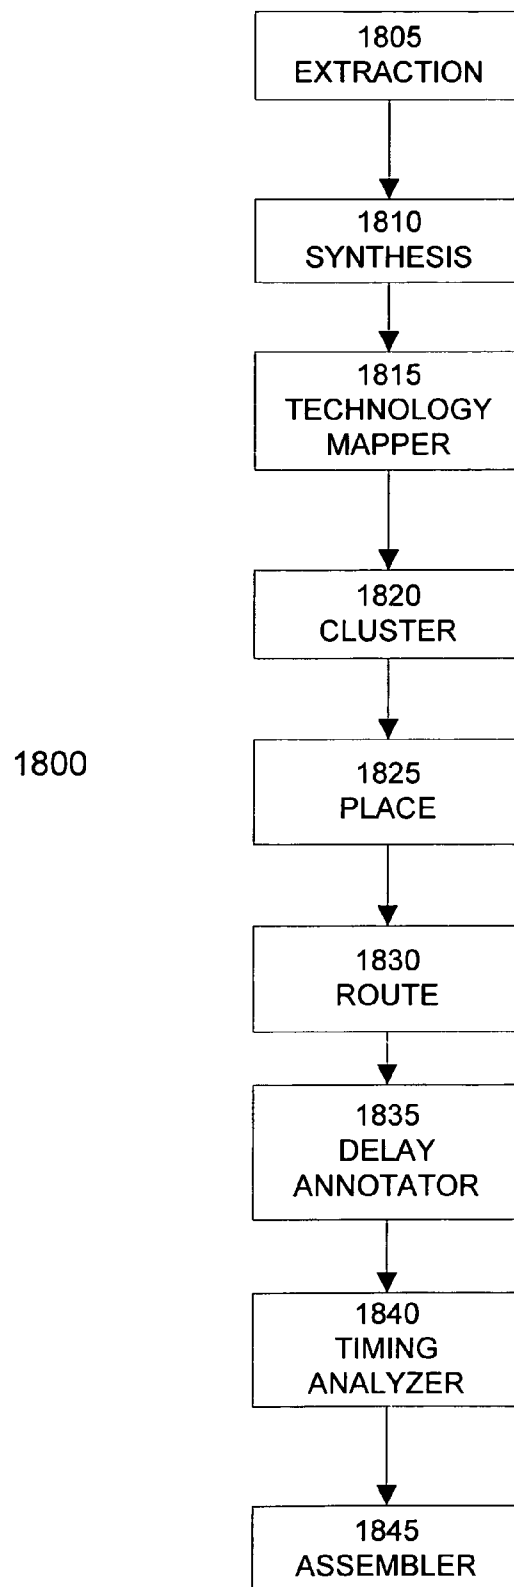 1805
EXTRACTION
1810
SYNTHESIS
1815
TECHNOLOGY
MAPPER
1820
CLUSTER
1800
1825
PLACE
1830
ROUTE
1835
DELAY
ANNOTATOR
1840
TIMING
ANALYZER
1845
ASSEMBLER